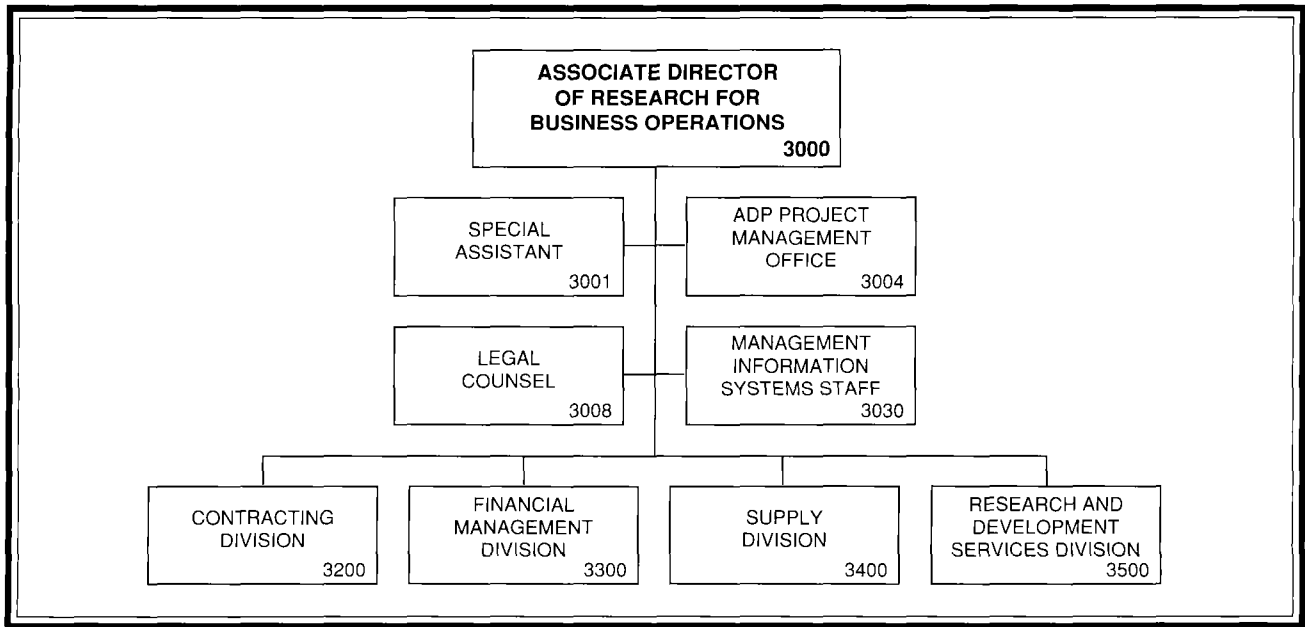 ASSOCIATE DIRECTOR
OF RESEARCH FOR
BUSINESS OPERATIONS
3000
SPECIAL
ASSISTANT
3001
ADP PROJECT
MANAGEMENT
OFFICE
3004
LEGAL
COUNSEL
3008
MANAGEMENT
INFORMATION
SYSTEMS STAFF
3030
CONTRACTING
DIVISION
3200
FINANCIAL
MANAGEMENT
DIVISION
3300
SUPPLY
DIVISION
3400
RESEARCH AND
DEVELOPMENT
SERVICES DIVISION
3500